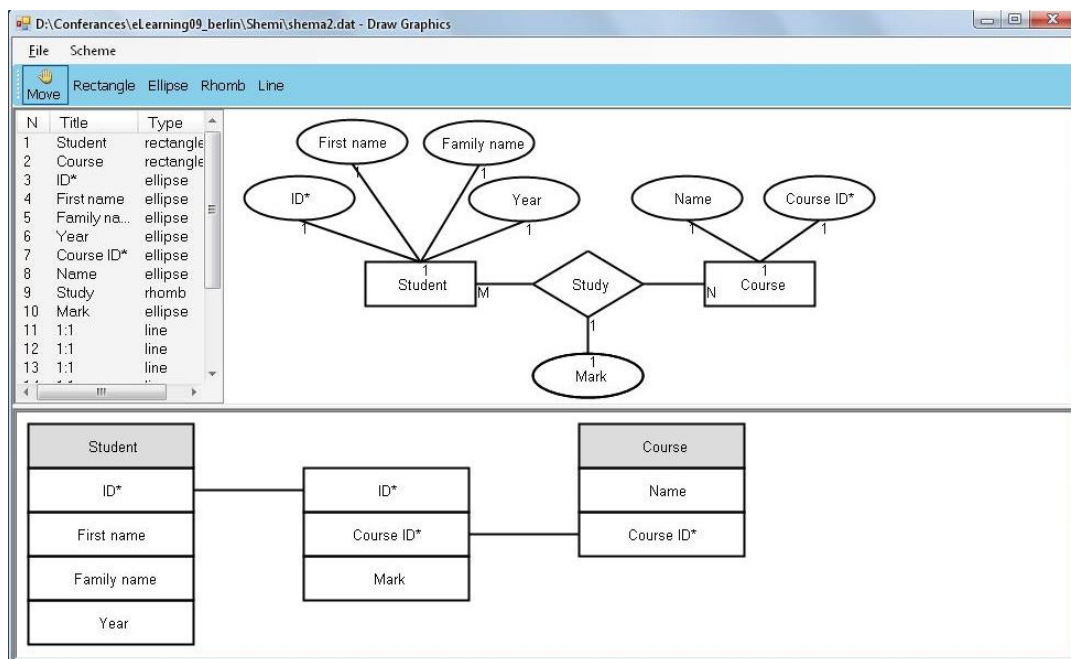 D:\Conferances\eLearning09_berlin\Shemi\shema2.dat - Draw Graphics
File Scheme
Move Rectangle Ellipse Rhomb Line
N Title Type
1 Student rectangle
2 Course rectangle
3 ID* ellipse
4 First name ellipse
5 Family na... ellipse
6 Year ellipse
7 Course ID* ellipse
8 Name ellipse
9 Study rhomb
10 Mark ellipse
11 1:1 line
12 1:1 line
13 1:1 line
First name Family name
1 1
ID* Year Name Course ID*
1 1 1 1
1 1
Student M Study N Course
1
1
Mark
Student Course
ID* ID* Name
First name Course ID* Course ID*
Family name Mark
Year